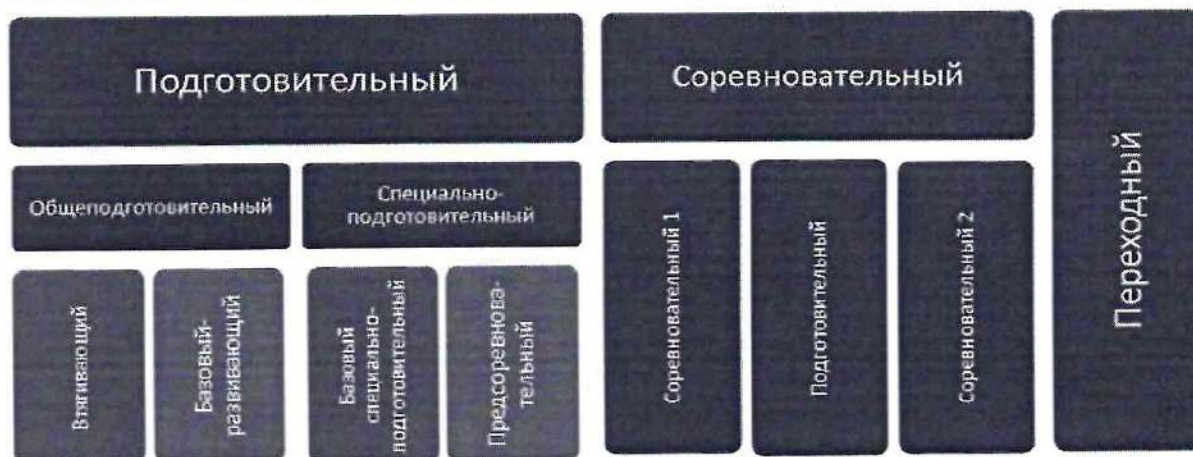 Подготовительный
Соревновательный
Переходный
Общеподготовительный
Специально-
подготовительный
Втягивающий
Базовый-
развивающий
Базовый
специально-
подготовительный
Предсоревнова-
тельный
Соревновательный 1
Подготовительный
Соревновательный 2